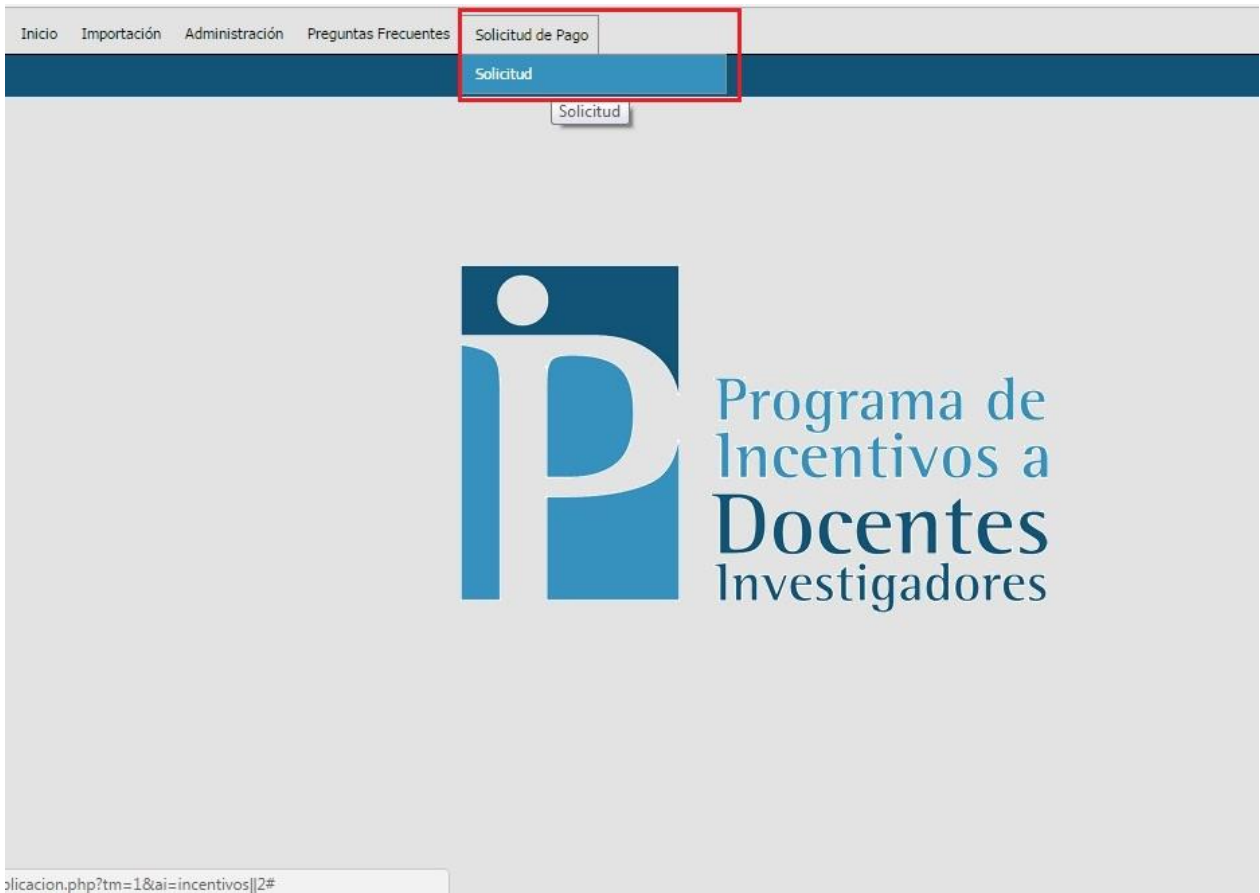 Inicio Importación Administración Preguntas Frecuentes Solicitud de Pago
Solicitud
Solicitud
Programa de
Incentivos a
Docentes
Investigadores
plicacion.php?tm=1&ai=incentivos||2#